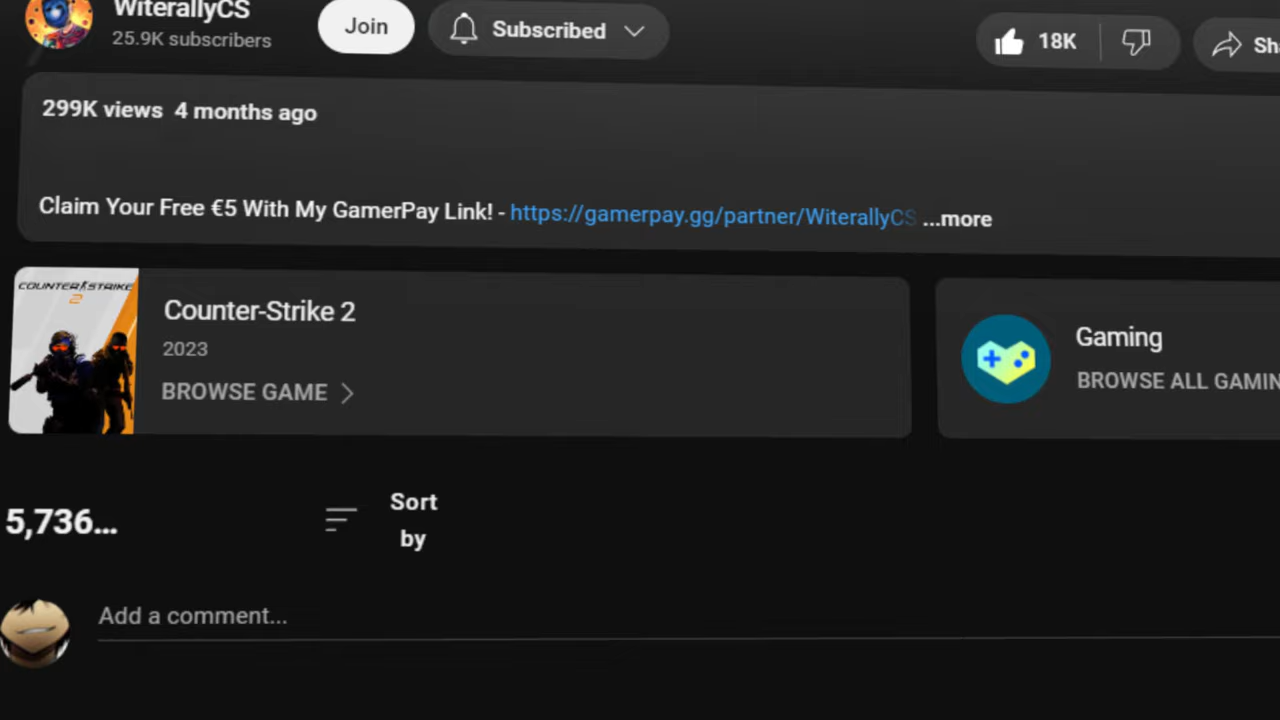 WiterallyCS
25.9K subscribers
Join
Subscribed
18K
Sh
299K views 4 months ago
Claim Your Free €5 With My GamerPay Link! - https://gamerpay.gg/partner/WiterallyCS ...more
COUNTER STRIKE
2
Counter-Strike 2
2023
BROWSE GAME
Gaming
BROWSE ALL GAMIN
5,736...
Sort
by
Add a comment...